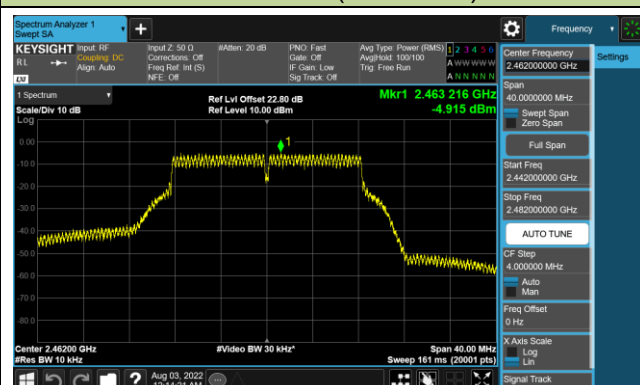 Spectrum Analyzer 1
Swept SA
Frequency
KEYSIGHT
Input: RF
Coupling: DC
Align: Auto
RL
LXI
Input Z: 50 Ω
Corrections: Off
Freq Ref: Int (S)
NFE: Off
#Atten: 20 dB
PNO: Fast
Gate: Off
IF Gain: Low
Sig Track: Off
Avg Type: Power (RMS)
Avg|Hold: 100/100
Trig: Free Run
1 2 3 4 5 6
A W W W W W
A N N N N N
1 Spectrum
Scale/Div 10 dB
Log
Ref Lvl Offset 22.80 dB
Ref Level 10.00 dBm
Mkr1 2.463 216 GHz
-4.915 dBm
1
0.00
-10.0
-20.0
-30.0
-40.0
-50.0
-60.0
-70.0
-80.0
Center 2.46200 GHz
#Res BW 10 kHz
#Video BW 30 kHz*
Span 40.00 MHz
Sweep 161 ms (20001 pts)
Aug 03, 2022
Center Frequency
2.462000000 GHz
Span
40.0000000 MHz
Swept Span
Zero Span
Full Span
Start Freq
2.442000000 GHz
Stop Freq
2.482000000 GHz
AUTO TUNE
CF Step
4.000000 MHz
Auto
Man
Freq Offset
0 Hz
X Axis Scale
Log
Lin
Signal Track
Settings